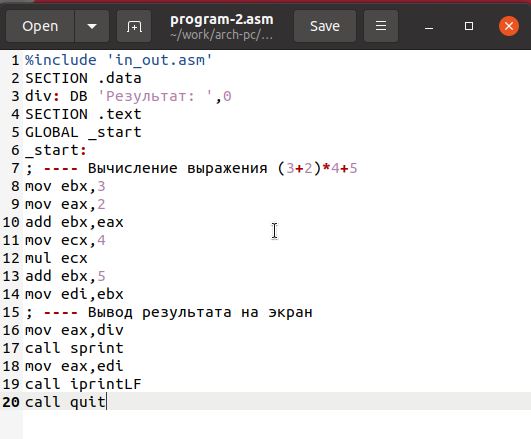 Open
program-2.asm
~/work/arch-pc/...
Save
1 %include 'in_out.asm'
2 SECTION .data
3 div: DB 'Результат: ',0
4 SECTION .text
5 GLOBAL _start
6 _start:
7 ; ---- Вычисление выражения (3+2)*4+5
8 mov ebx,3
9 mov eax,2
10 add ebx,eax
11 mov ecx,4
12 mul ecx
13 add ebx,5
14 mov edi,ebx
15 ; ---- Вывод результата на экран
16 mov eax,div
17 call sprint
18 mov eax,edi
19 call iprintLF
20 call quit